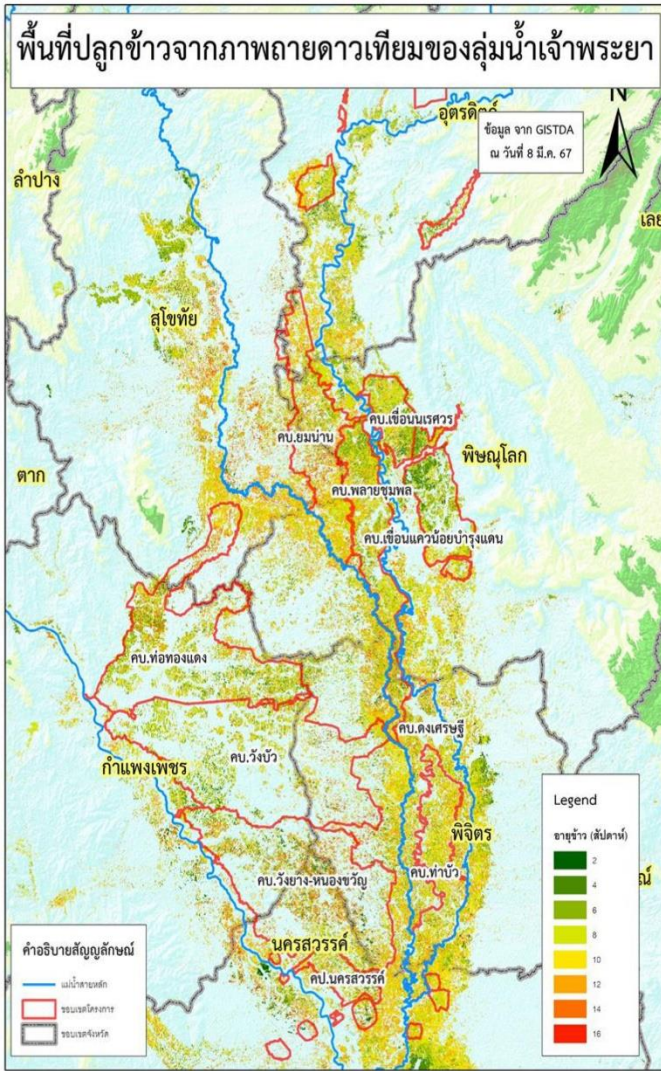 พื้นที่ปลูกข้าวจากภาพถายดาวเทียมของลุ่มน้ำเจ้าพระยา
N
อุตรดิตถ์
ข้อมูล จาก GISTDA
ณ วันที่ 8 มี.ค. 67
ลำปาง
เลย
สุโขทัย
คบ.เขื่อนนเรศวร
คบ.ยมน่าน
พิษณุโลก
ตาก
คบ.พลายชุมพล
คบ.เขื่อนแควน้อยบำรุงแดน
คบ.ท่อทองแดง
คบ.ดงเศรษฐี
คบ.วังบัว
กำแพงเพชร
พิจิตร
คบ.ท่าบัว
คบ.วังยาง-หนองขวัญ
นครสวรรค์
คป.นครสวรรค์
Legend
อายุข้าว (สัปดาห์)
2
4
6
8
10
12
14
16
ณ์
คำอธิบายสัญญลักษณ์
แม่น้ำสายหลัก
ขอบเขตโครงการ
ขอบเขตจังหวัด